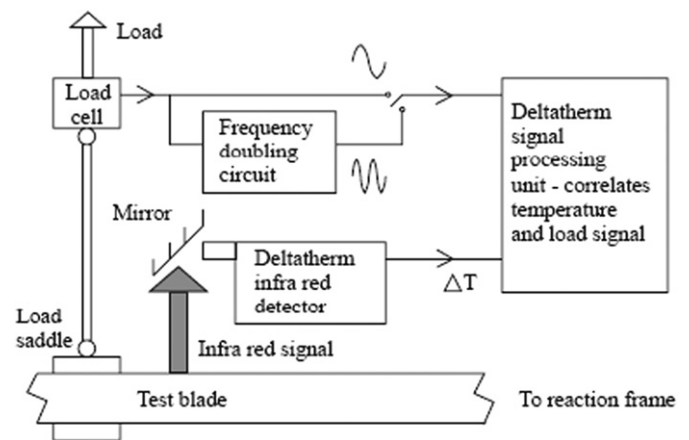 Load
Load
cell
Frequency
doubling
circuit
Deltatherm
signal
processing
unit - correlates
temperature
and load signal
Mirror
Deltatherm
infra red
detector
△T
Load
saddle
Infra red signal
Test blade
To reaction frame